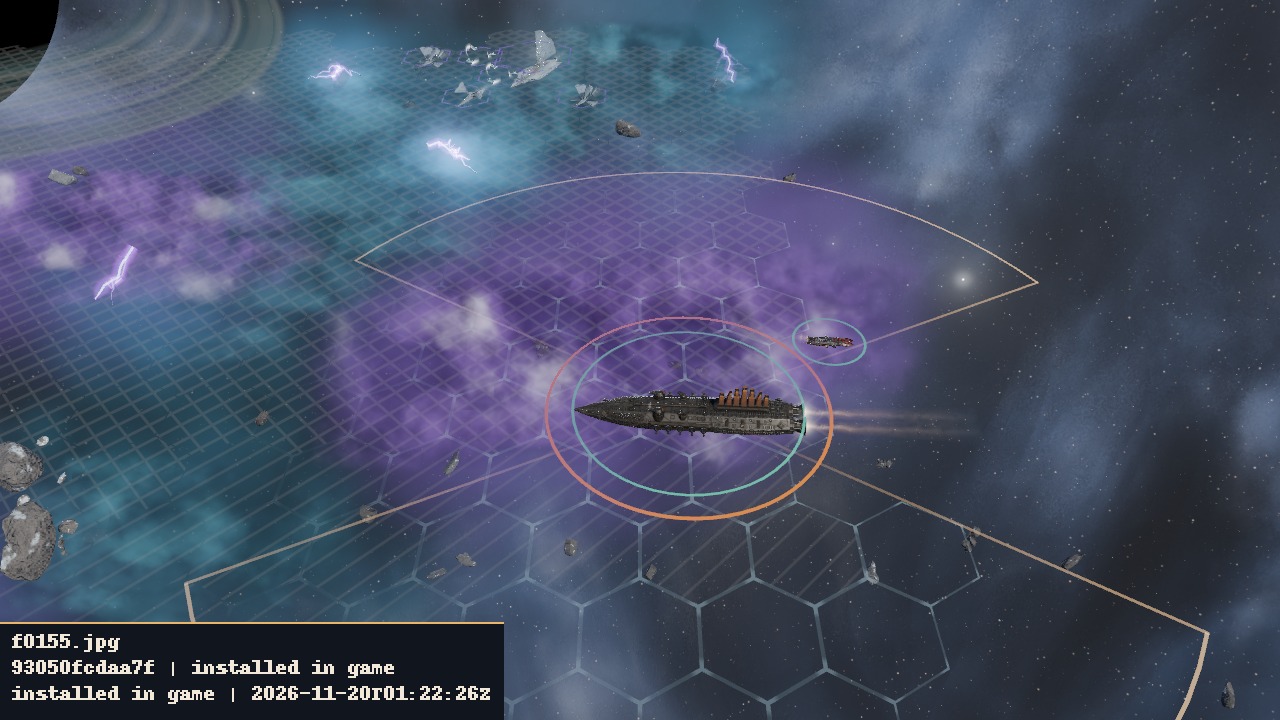 f0155.jpg
93050fcdaa7f | installed in game
installed in game | 2026-11-20T01:22:26Z